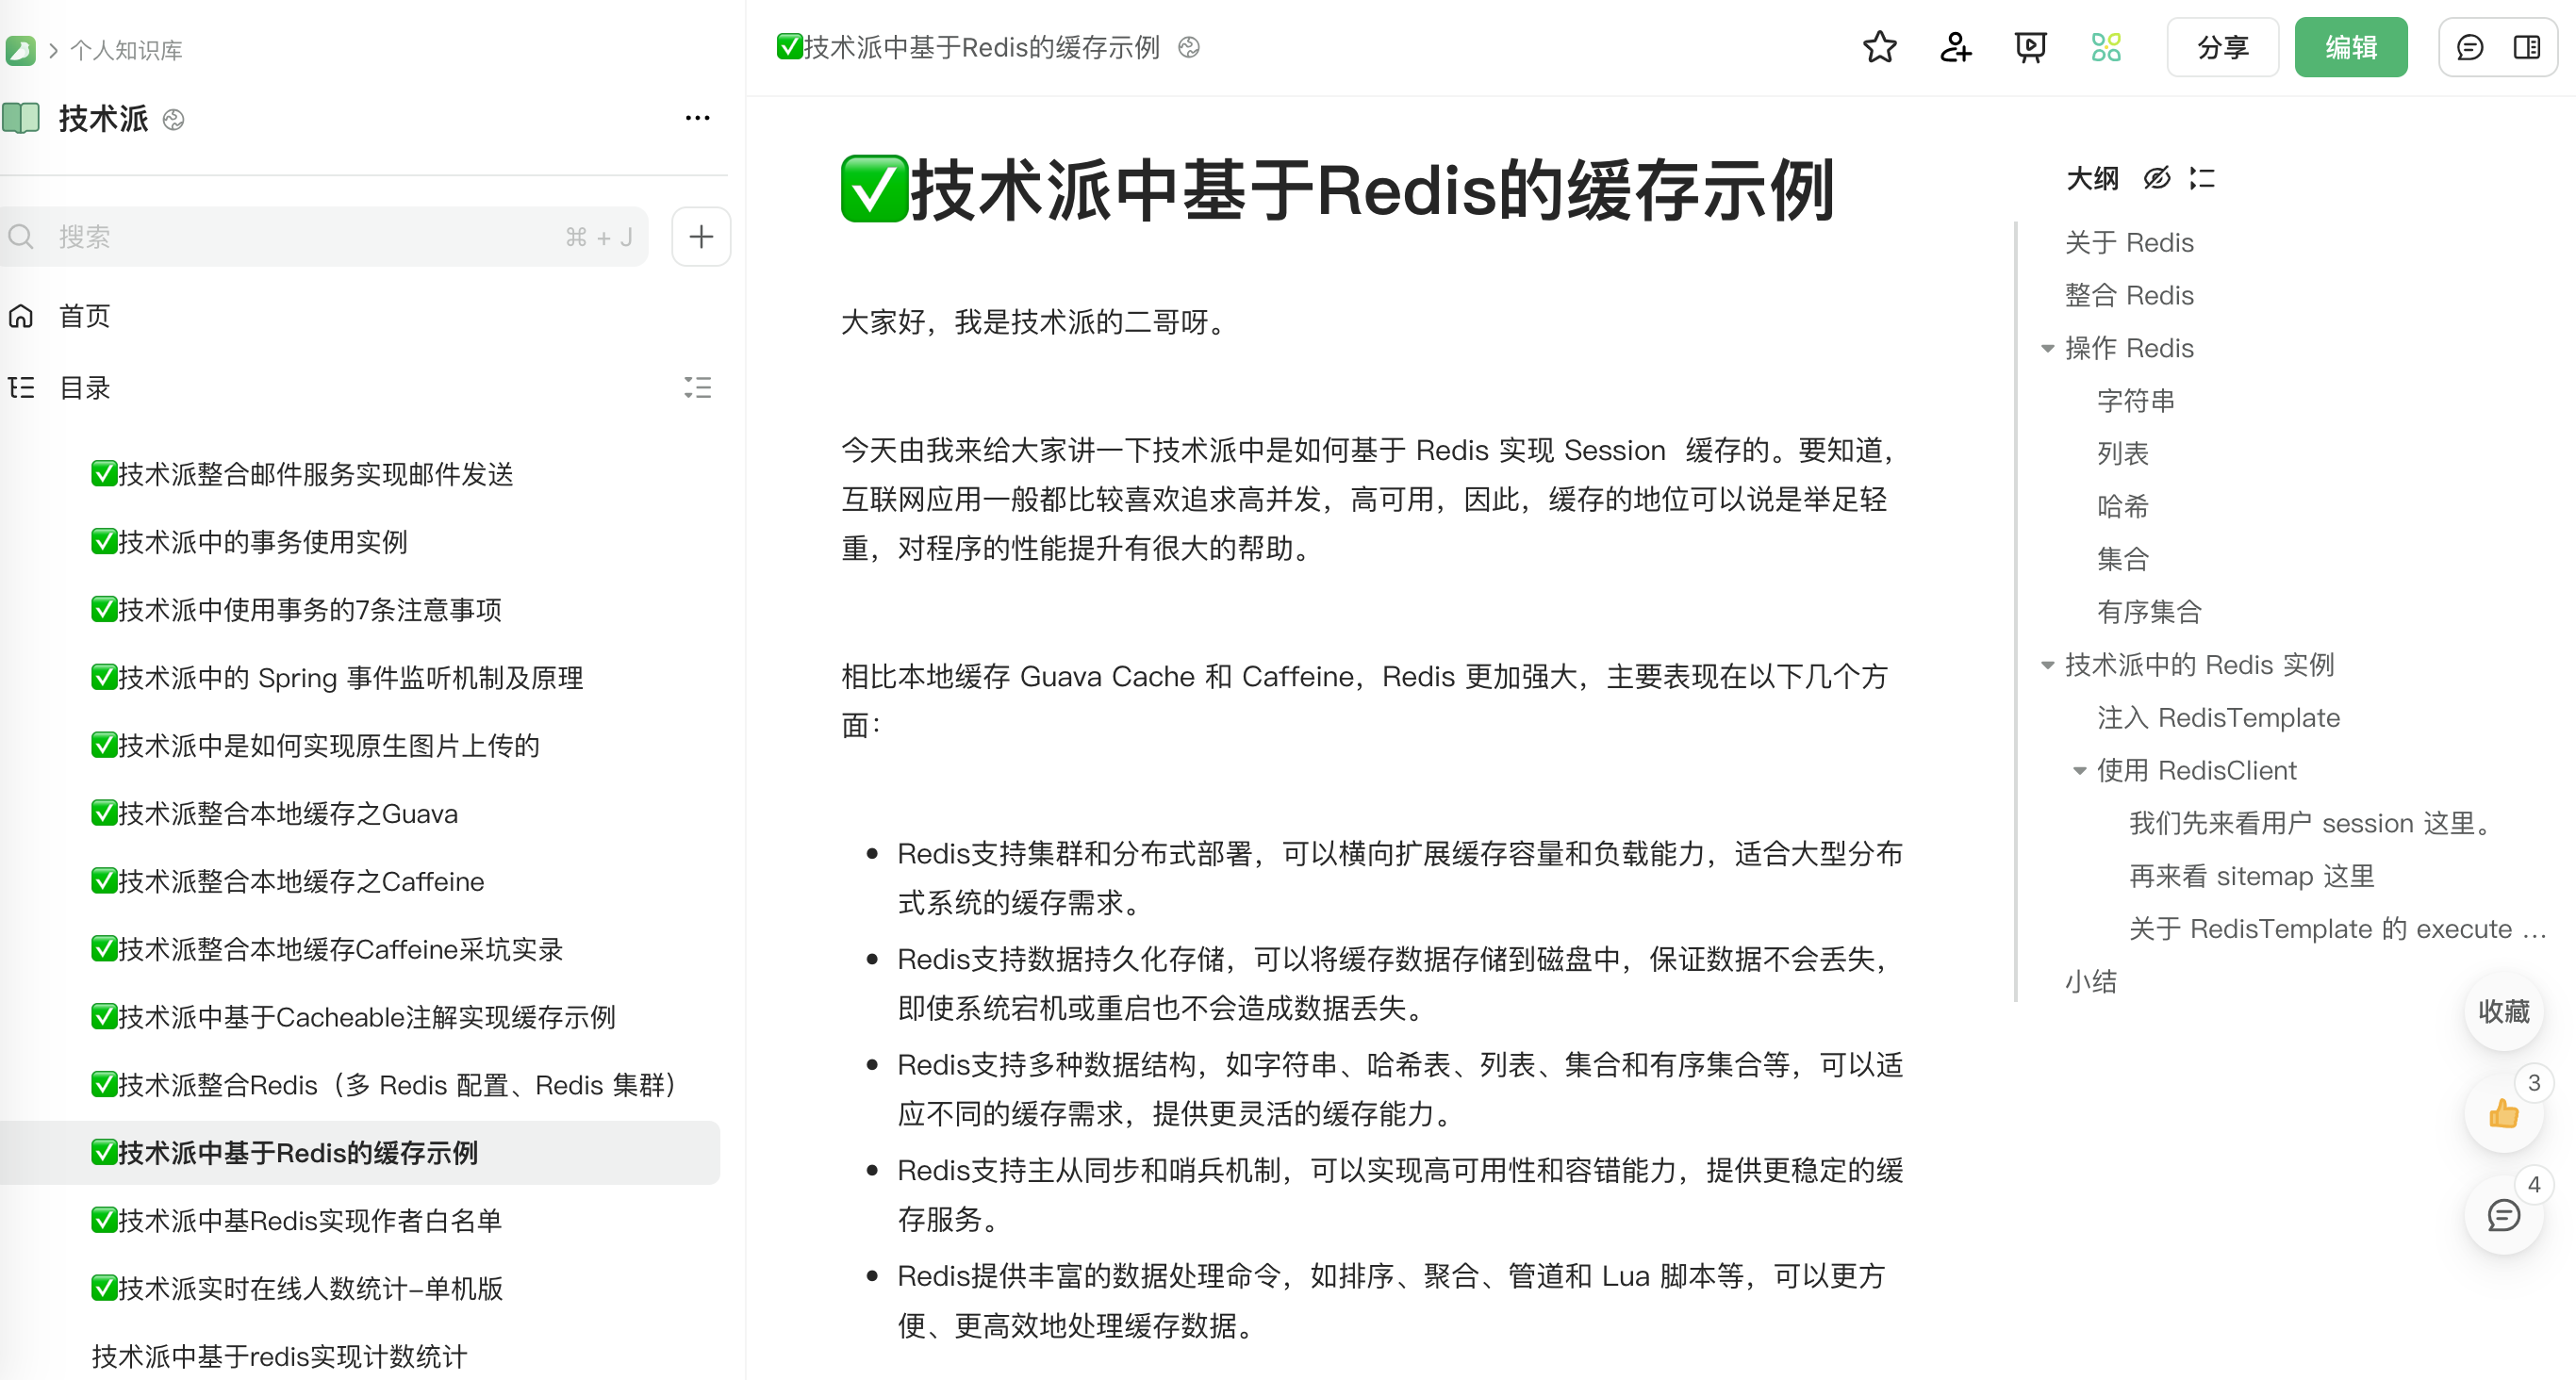 个人知识库
技术派
搜索
⌘ + J
首页
目录
✅技术派整合邮件服务实现邮件发送
✅技术派中的事务使用实例
✅技术派中使用事务的7条注意事项
✅技术派中的 Spring 事件监听机制及原理
✅技术派中是如何实现原生图片上传的
✅技术派整合本地缓存之Guava
✅技术派整合本地缓存之Caffeine
✅技术派整合本地缓存Caffeine采坑实录
✅技术派中基于Cacheable注解实现缓存示例
✅技术派整合Redis（多 Redis 配置、Redis 集群）
✅技术派中基于Redis的缓存示例
✅技术派中基Redis实现作者白名单
✅技术派实时在线人数统计–单机版
技术派中基于redis实现计数统计
✅技术派中基于Redis的缓存示例
分享
编辑
✅技术派中基于Redis的缓存示例
大家好，我是技术派的二哥呀。
今天由我来给大家讲一下技术派中是如何基于 Redis 实现 Session  缓存的。要知道，
互联网应用一般都比较喜欢追求高并发，高可用，因此，缓存的地位可以说是举足轻
重，对程序的性能提升有很大的帮助。
相比本地缓存 Guava Cache 和 Caffeine，Redis 更加强大，主要表现在以下几个方
面：
Redis支持集群和分布式部署，可以横向扩展缓存容量和负载能力，适合大型分布
式系统的缓存需求。
Redis支持数据持久化存储，可以将缓存数据存储到磁盘中，保证数据不会丢失，
即使系统宕机或重启也不会造成数据丢失。
Redis支持多种数据结构，如字符串、哈希表、列表、集合和有序集合等，可以适
应不同的缓存需求，提供更灵活的缓存能力。
Redis支持主从同步和哨兵机制，可以实现高可用性和容错能力，提供更稳定的缓
存服务。
Redis提供丰富的数据处理命令，如排序、聚合、管道和 Lua 脚本等，可以更方
便、更高效地处理缓存数据。
大纲
关于 Redis
整合 Redis
操作 Redis
字符串
列表
哈希
集合
有序集合
技术派中的 Redis 实例
注入 RedisTemplate
使用 RedisClient
我们先来看用户 session 这里。
再来看 sitemap 这里
关于 RedisTemplate 的 execute ...
小结
收藏
3
4